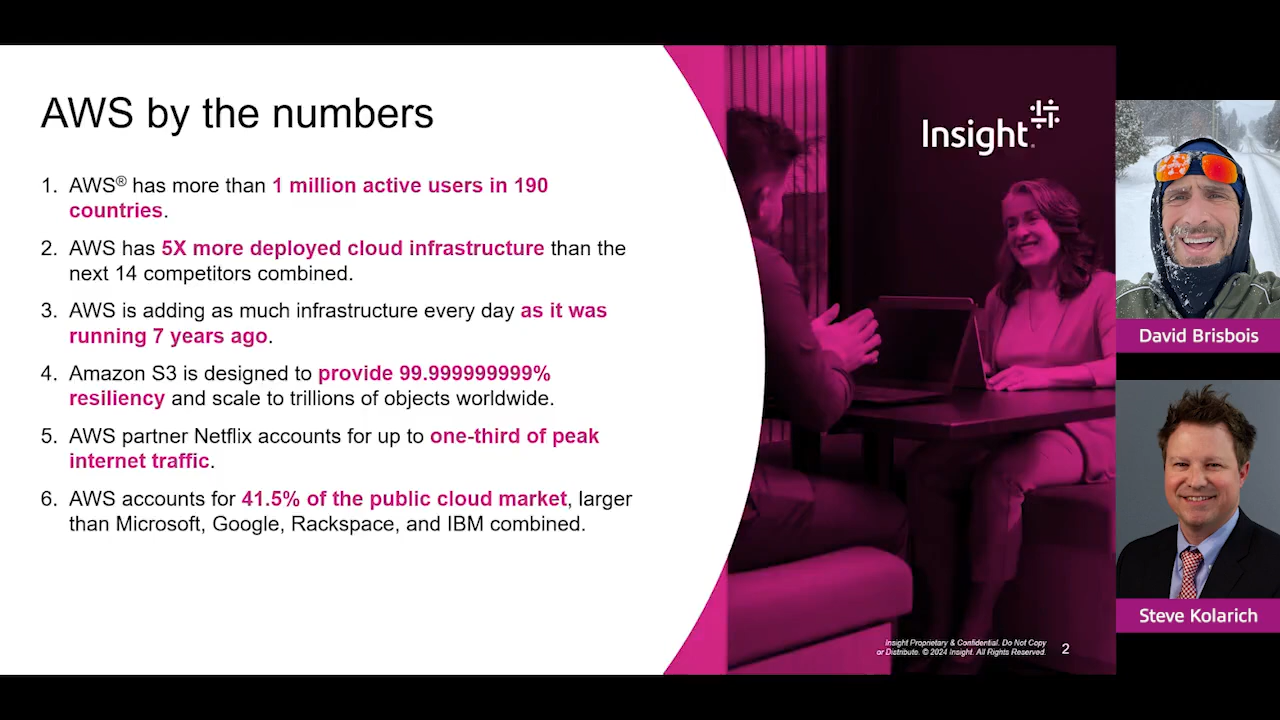 AWS by the numbers
1. AWS® has more than 1 million active users in 190
countries.
2. AWS has 5X more deployed cloud infrastructure than the
next 14 competitors combined.
3. AWS is adding as much infrastructure every day as it was
running 7 years ago.
4. Amazon S3 is designed to provide 99.999999999%
resiliency and scale to trillions of objects worldwide.
5. AWS partner Netflix accounts for up to one-third of peak
internet traffic.
6. AWS accounts for 41.5% of the public cloud market, larger
than Microsoft, Google, Rackspace, and IBM combined.
Insight
Insight Proprietary & Confidential. Do Not Copy
or Distribute. © 2024 Insight. All Rights Reserved.
2
David Brisbois
Steve Kolarich